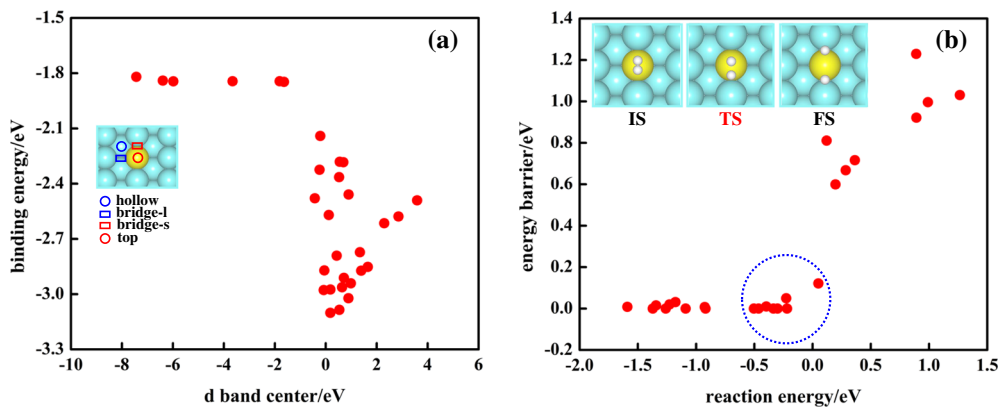 (a)
-1.5
-1.8
-2.1
-2.4
-2.7
-3.0
-3.3
binding energy/eV
hollow
bridge-l
bridge-s
top
-10 -8 -6 -4 -2 0 2 4 6
d band center/eV
(b)
1.4
1.2
1.0
0.8
0.6
0.4
0.2
0.0
-0.2
energy barrier/eV
IS TS FS
-2.0 -1.5 -1.0 -0.5 0.0 0.5 1.0 1.5
reaction energy/eV